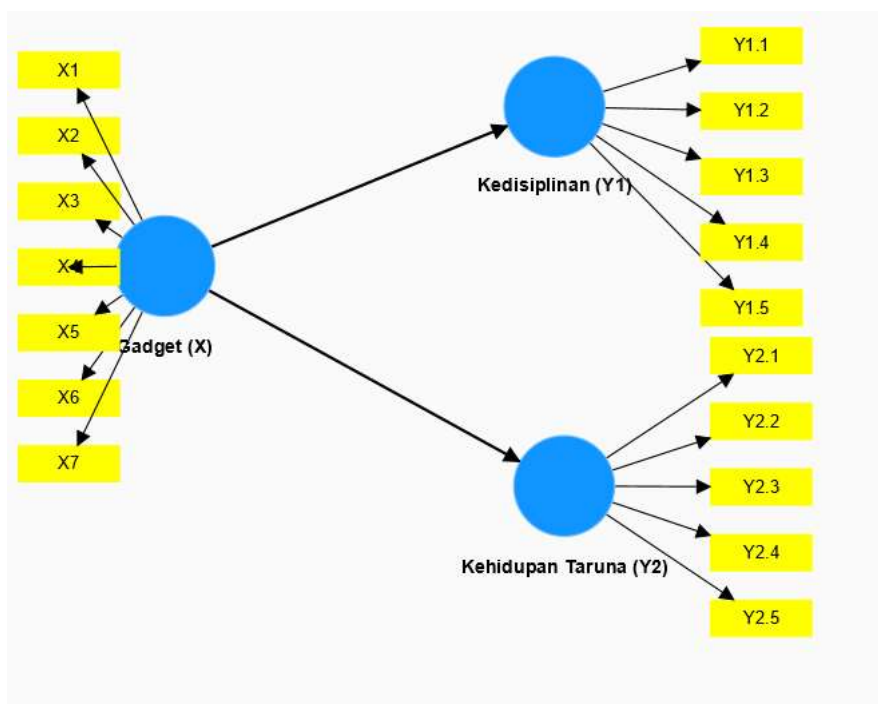 X1
X2
X3
X4
X5
X6
X7
Gadget (X)
Kedisiplinan (Y1)
Y1.1
Y1.2
Y1.3
Y1.4
Y1.5
Kehidupan Taruna (Y2)
Y2.1
Y2.2
Y2.3
Y2.4
Y2.5